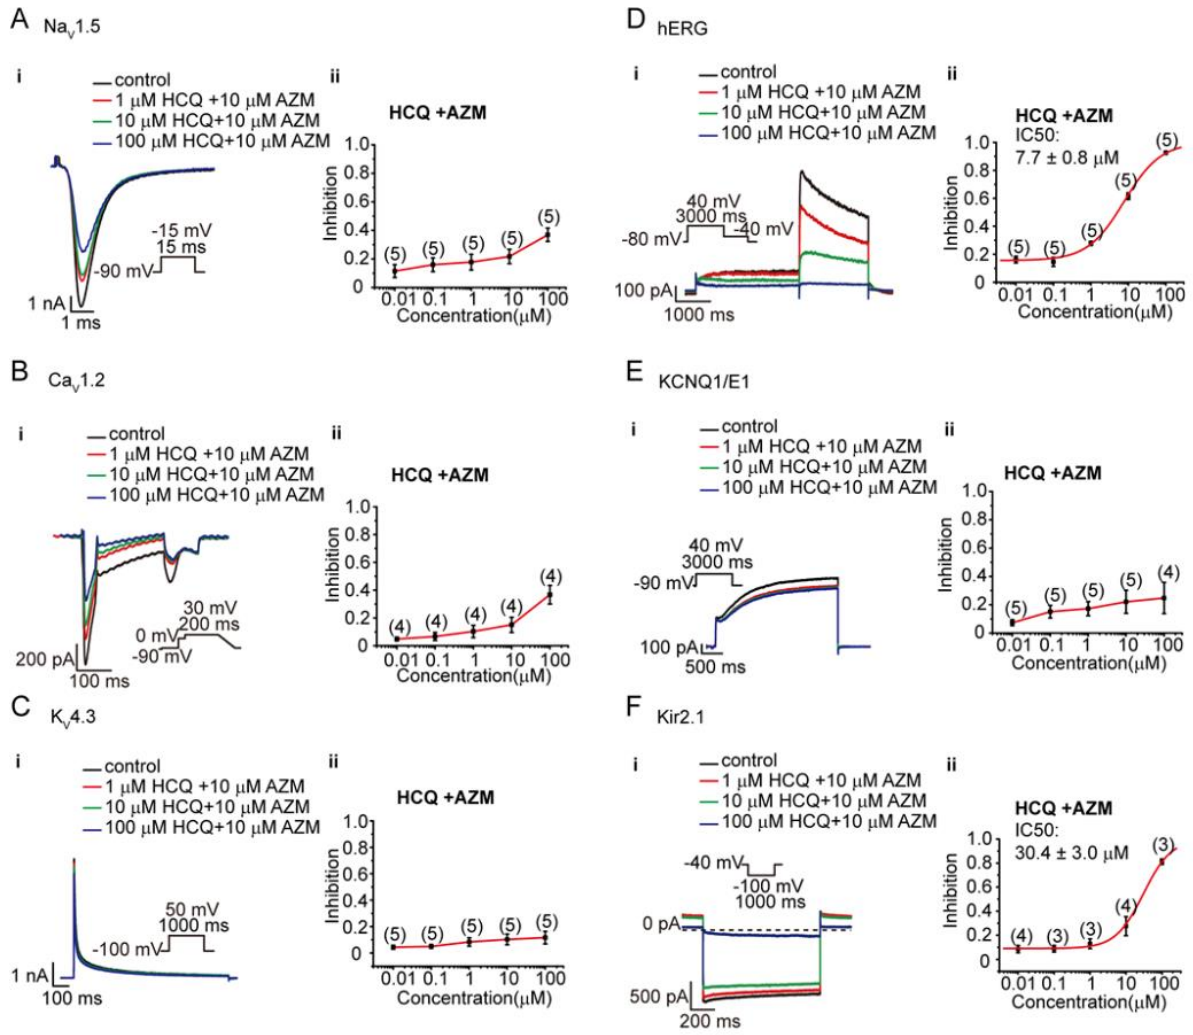 A NaV1.5
i
control
1 μM HCQ +10 μM AZM
10 μM HCQ+10 μM AZM
100 μM HCQ+10 μM AZM
-15 mV
15 ms
-90 mV
1 nA
1 ms
ii
HCQ +AZM
Inhibition
1.0
0.8
0.6
0.4
0.2
0
(5) (5) (5) (5) (5)
0.01 0.1 1 10 100
Concentration(μM)
D hERG
i
control
1 μM HCQ +10 μM AZM
10 μM HCQ+10 μM AZM
100 μM HCQ+10 μM AZM
40 mV
3000 ms
-40 mV
-80 mV
100 pA
1000 ms
ii
HCQ +AZM
IC50:
7.7 ± 0.8 μM
Inhibition
1.0
0.8
0.6
0.4
0.2
0
(5) (5) (5) (5) (5)
0.01 0.1 1 10 100
Concentration(μM)
B CaV1.2
i
control
1 μM HCQ +10 μM AZM
10 μM HCQ+10 μM AZM
100 μM HCQ+10 μM AZM
30 mV
200 ms
0 mV
-90 mV
200 pA
100 ms
ii
HCQ +AZM
Inhibition
1.0
0.8
0.6
0.4
0.2
0
(4) (4) (4) (4) (4)
0.01 0.1 1 10 100
Concentration(μM)
E KCNQ1/E1
i
control
1 μM HCQ +10 μM AZM
10 μM HCQ+10 μM AZM
100 μM HCQ+10 μM AZM
40 mV
3000 ms
-90 mV
100 pA
500 ms
ii
HCQ +AZM
Inhibition
1.0
0.8
0.6
0.4
0.2
0
(5) (5) (5) (5) (4)
0.01 0.1 1 10 100
Concentration(μM)
C KV4.3
i
control
1 μM HCQ +10 μM AZM
10 μM HCQ+10 μM AZM
100 μM HCQ+10 μM AZM
50 mV
1000 ms
-100 mV
1 nA
100 ms
ii
HCQ +AZM
Inhibition
1.0
0.8
0.6
0.4
0.2
0
(5) (5) (5) (5) (5)
0.01 0.1 1 10 100
Concentration(μM)
F Kir2.1
i
control
1 μM HCQ +10 μM AZM
10 μM HCQ+10 μM AZM
100 μM HCQ+10 μM AZM
-40 mV
-100 mV
1000 ms
0 pA
500 pA
200 ms
ii
HCQ +AZM
IC50:
30.4 ± 3.0 μM
Inhibition
1.0
0.8
0.6
0.4
0.2
0
(4) (3) (3) (4) (3)
0.01 0.1 1 10 100
Concentration(μM)